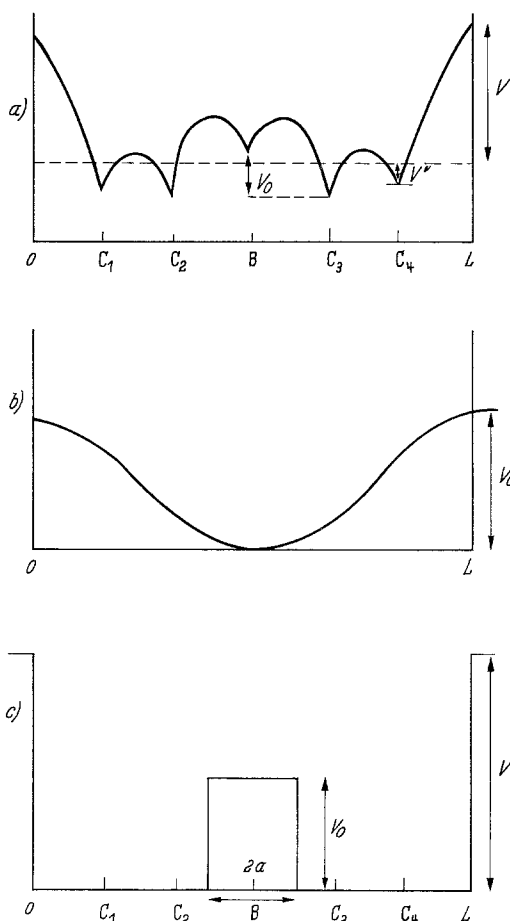 a)
V
V₀
V″
0 C₁ C₂ B C₃ C₄ L
b)
V₀
0 L
c)
V
V₀
2a
0 C₁ C₂ B C₃ C₄ L